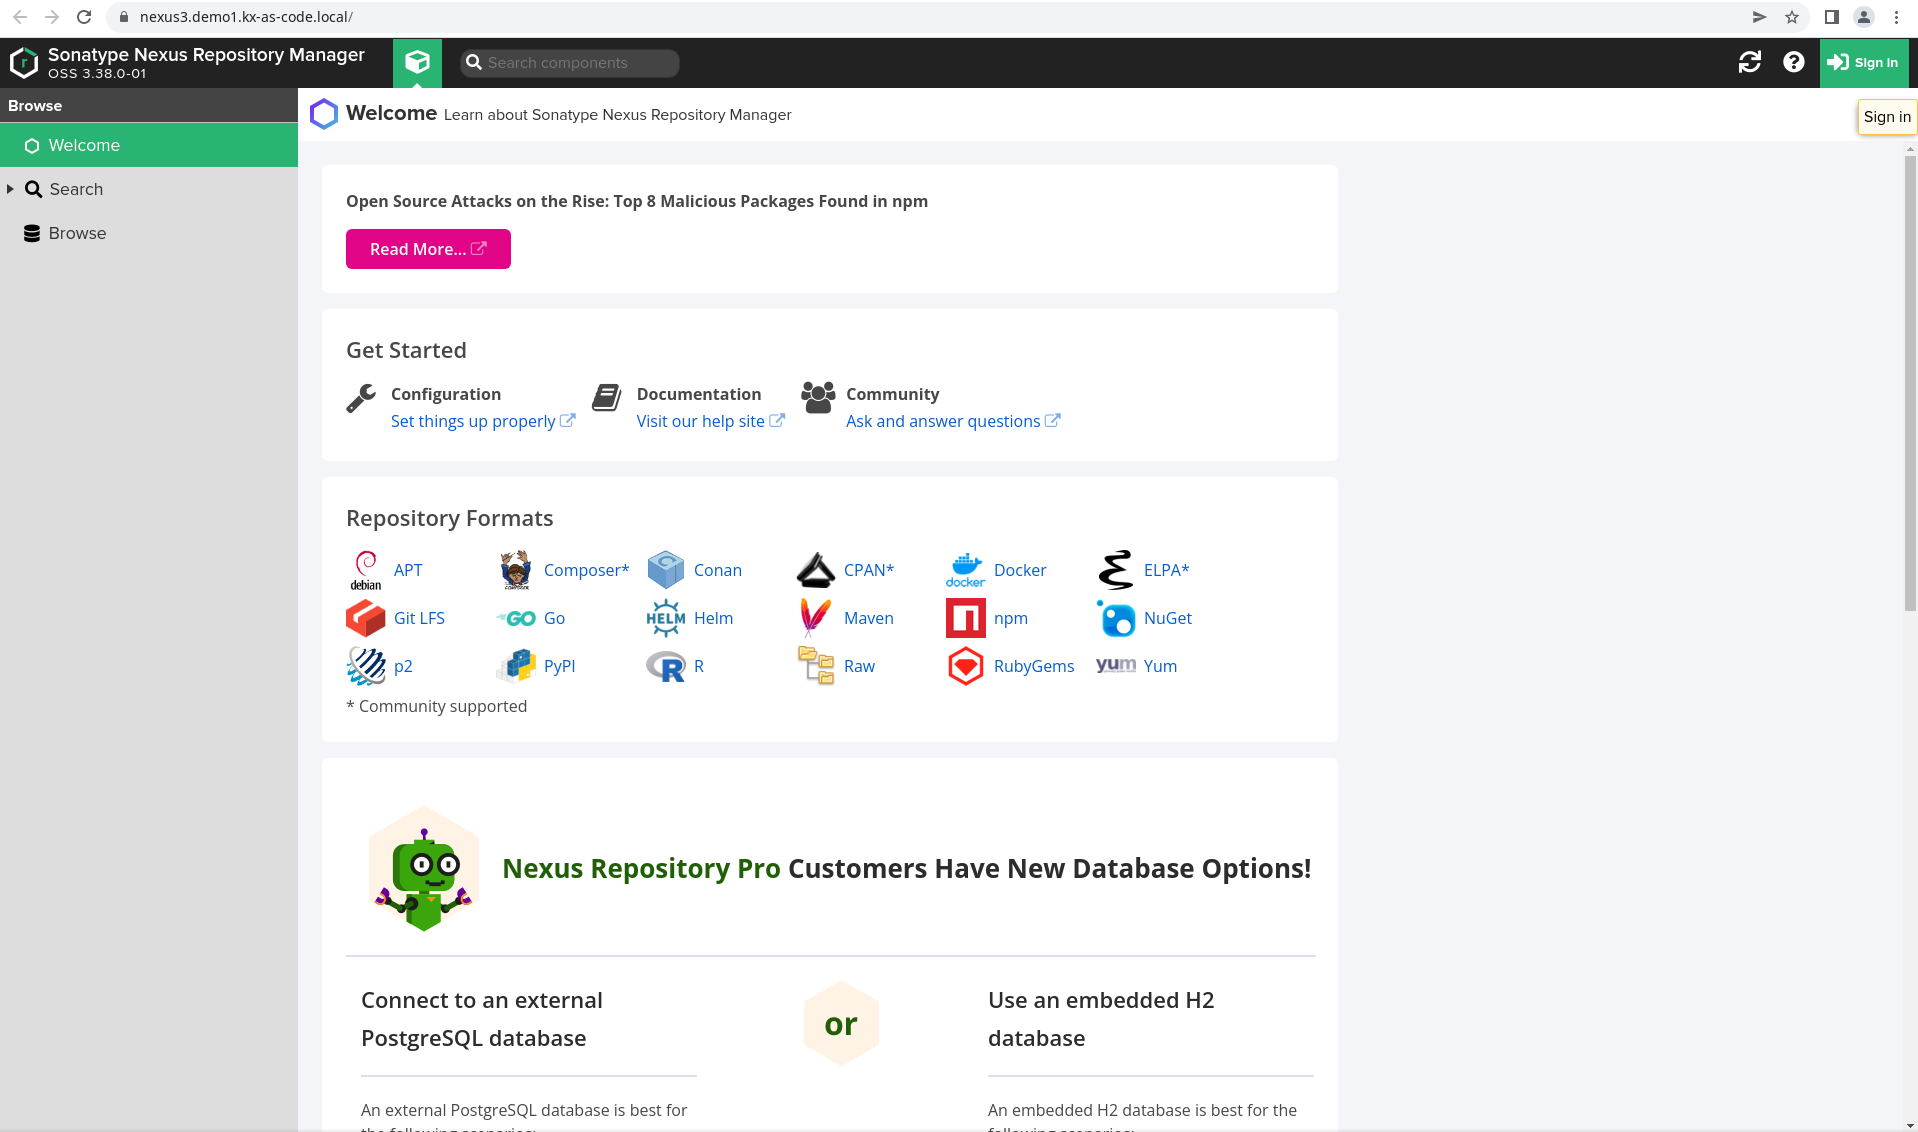 nexus3.demo1.kx-as-code.local/
Sonatype Nexus Repository Manager
OSS 3.38.0-01
Search components
Sign in
Browse
Welcome Learn about Sonatype Nexus Repository Manager
Sign in
Welcome
Search
Browse
Open Source Attacks on the Rise: Top 8 Malicious Packages Found in npm
Read More...
Get Started
Configuration
Set things up properly
Documentation
Visit our help site
Community
Ask and answer questions
Repository Formats
debian APT
Composer*
Conan
CPAN*
docker Docker
ELPA*
Git LFS
GO Go
HELM Helm
Maven
npm
NuGet
p2
PyPI
R R
Raw
RubyGems
yum Yum
* Community supported
Nexus Repository Pro Customers Have New Database Options!
Connect to an external
PostgreSQL database
or
Use an embedded H2
database
An external PostgreSQL database is best for
the following scenarios:
An embedded H2 database is best for the
following scenarios: